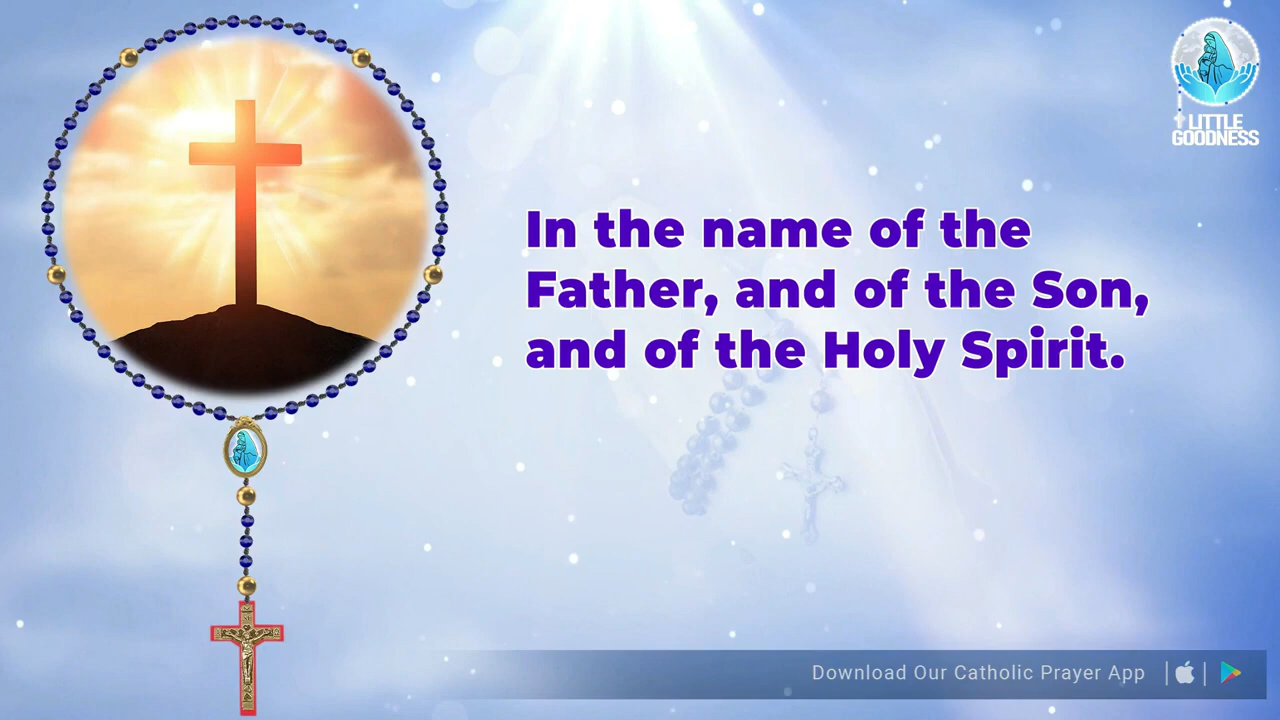 LITTLE
GOODNESS
In the name of the
Father, and of the Son,
and of the Holy Spirit.
Download Our Catholic Prayer App